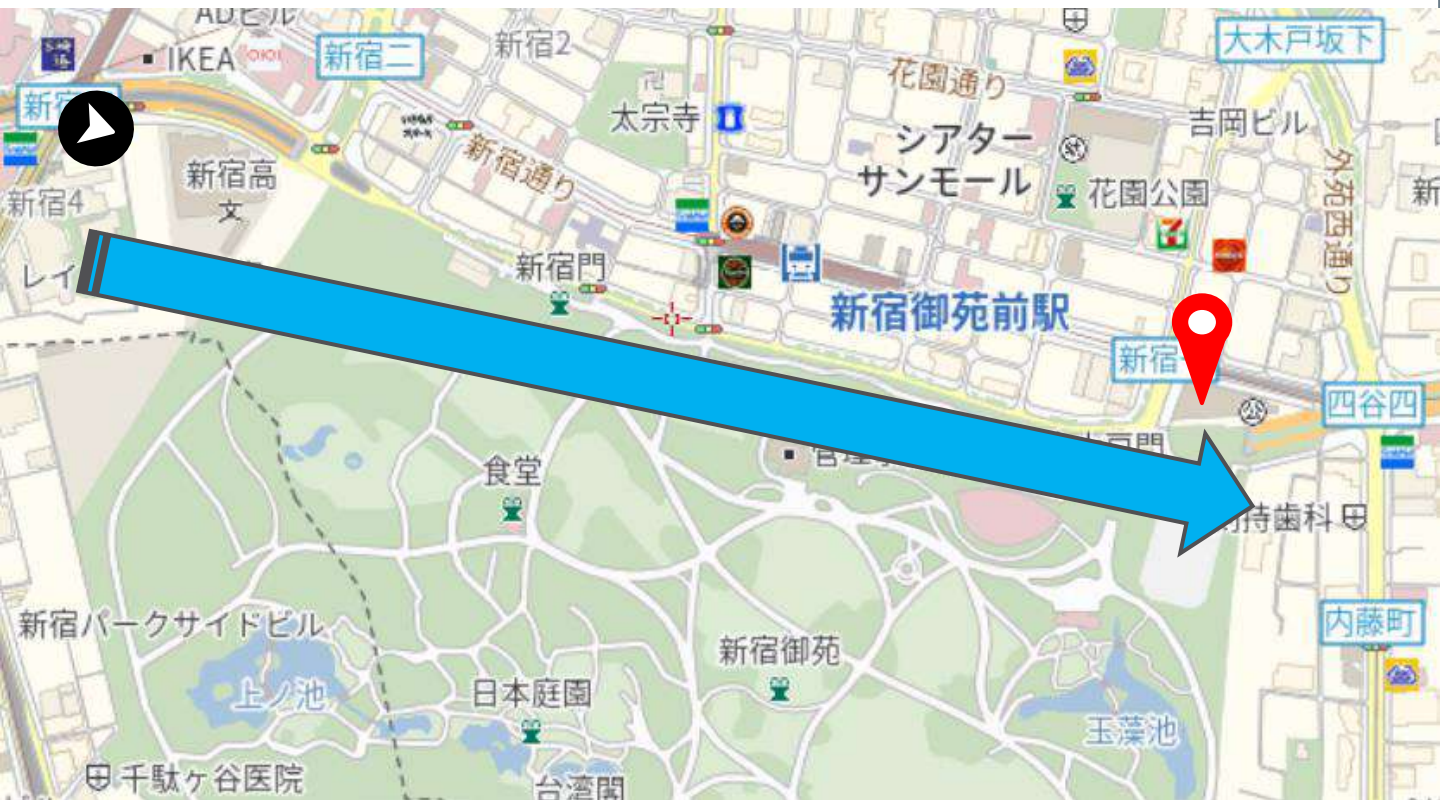 ADビル
IKEA
OIOI
新宿二
新宿2
大木戸坂下
花園通り
太宗寺
シアター
サンモール
吉岡ビル
新宿通り
新宿高
文
新宿4
花園公園
外苑西通り
新
レイ
新宿門
新宿御苑前駅
新宿一
四谷四
食堂
持歯科
新宿パークサイドビル
新宿御苑
内藤町
上ノ池
日本庭園
玉藻池
千駄ヶ谷医院
台湾閣